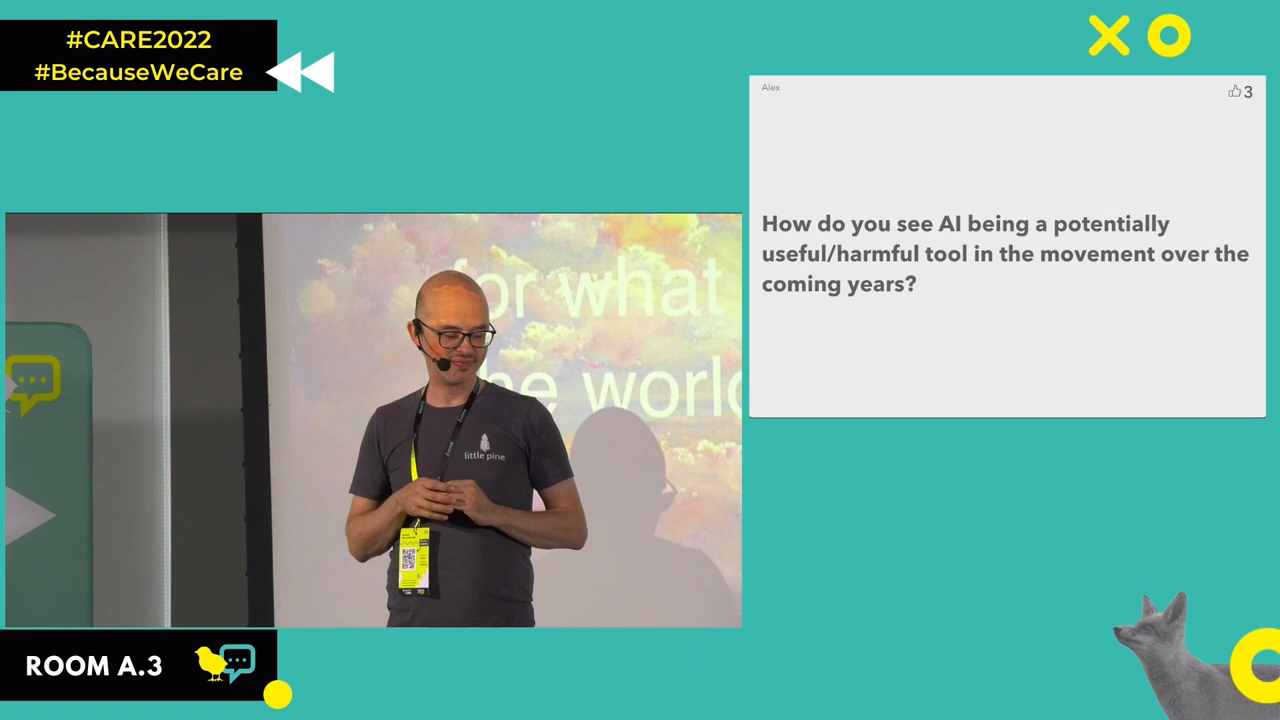 #CARE2022
#BecauseWeCare
Alex
3
How do you see AI being a potentially
useful/harmful tool in the movement over the
coming years?
for what
he world
little pine
ROOM A.3